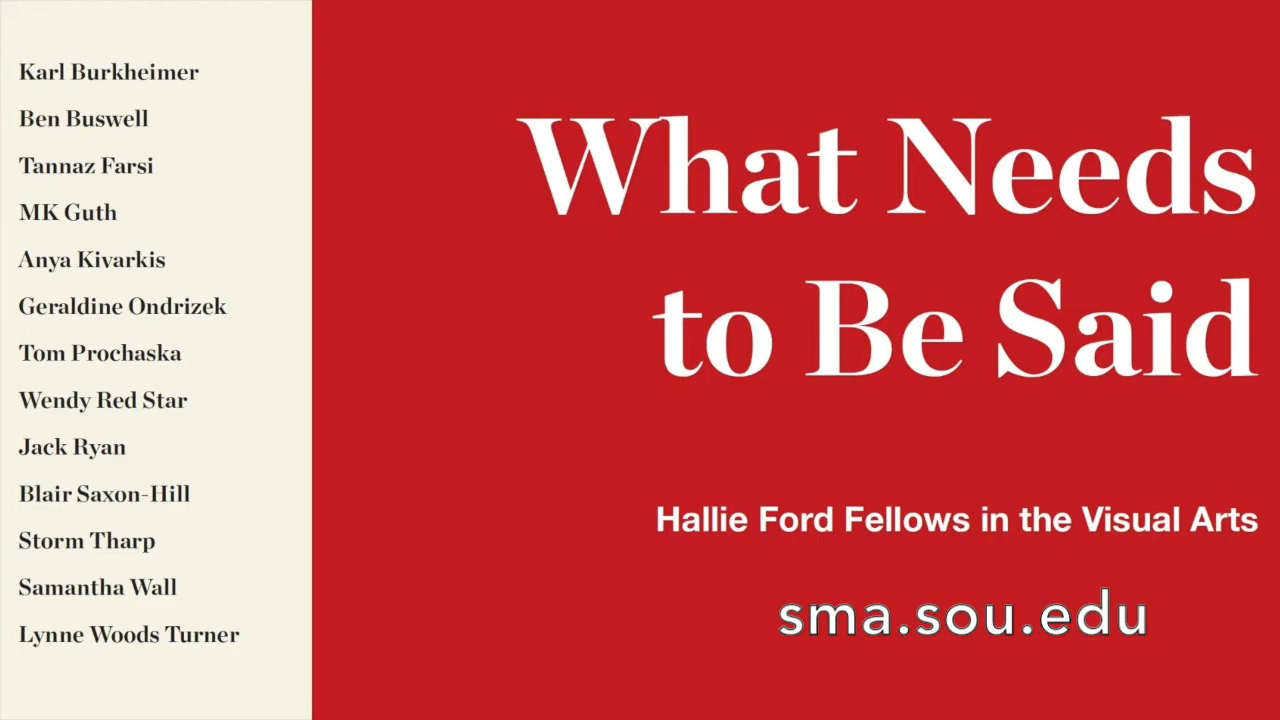 Karl Burkheimer
Ben Buswell
Tannaz Farsi
MK Guth
Anya Kivarkis
Geraldine Ondrizek
Tom Prochaska
Wendy Red Star
Jack Ryan
Blair Saxon-Hill
Storm Tharp
Samantha Wall
Lynne Woods Turner
What Needs
to Be Said
Hallie Ford Fellows in the Visual Arts
sma.sou.edu